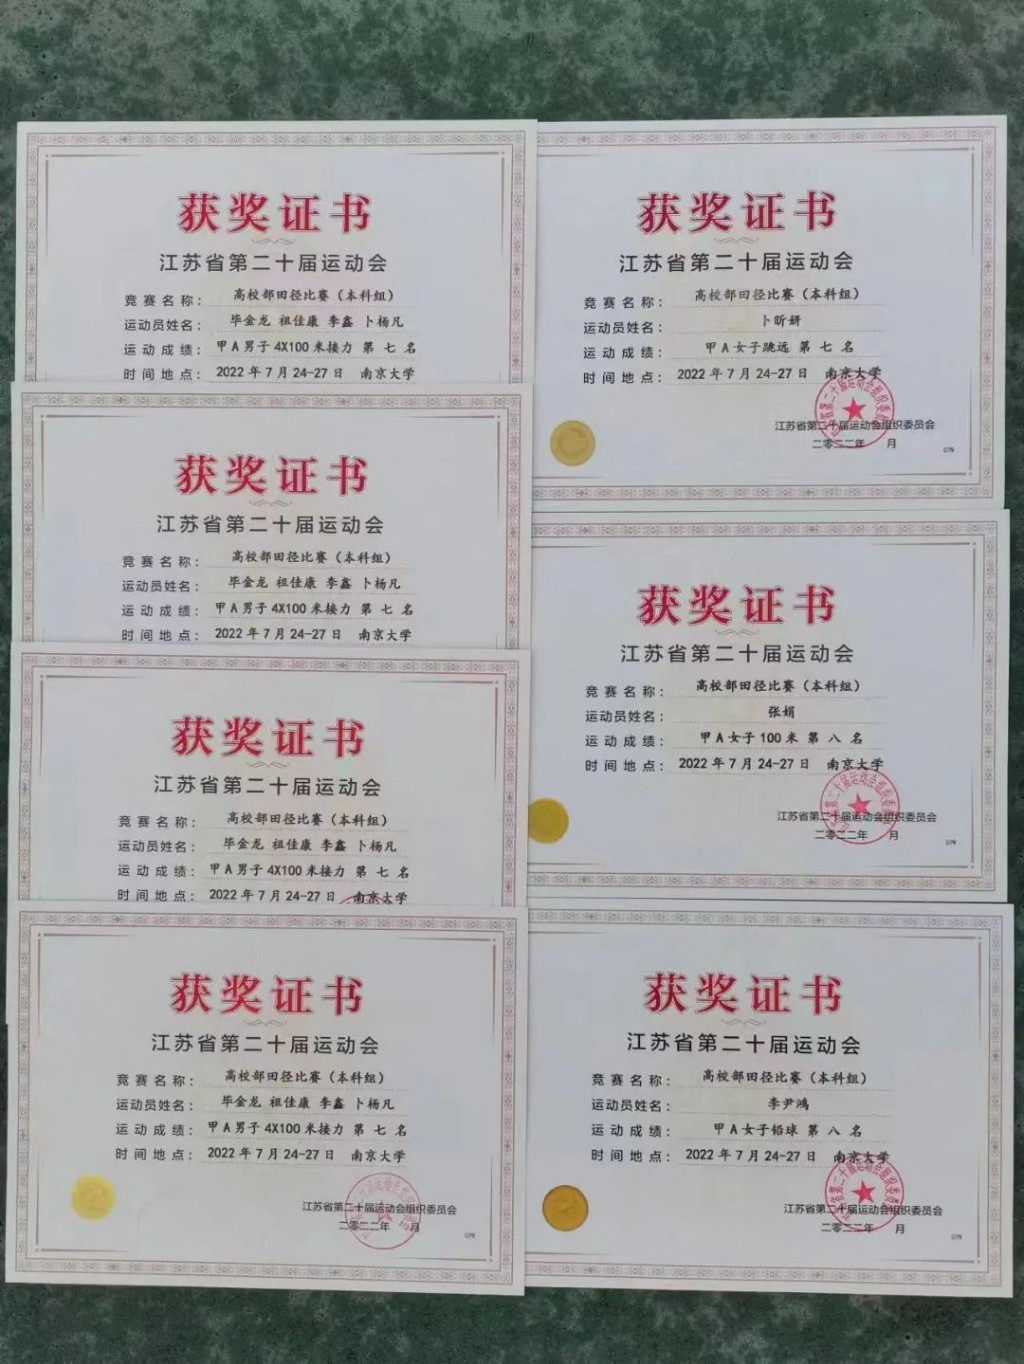 获奖证书
江苏省第二十届运动会
竞赛名称： 高校部田径比赛（本科组）
运动员姓名： 毕金龙 祖佳康 李鑫 卜杨凡
运动成绩： 甲A男子4X100米接力 第七名
时间地点： 2022年7月24-27日 南京大学
获奖证书
江苏省第二十届运动会
竞赛名称： 高校部田径比赛（本科组）
运动员姓名： 毕金龙 祖佳康 李鑫 卜杨凡
运动成绩： 甲A男子4X100米接力 第七名
时间地点： 2022年7月24-27日 南京大学
获奖证书
江苏省第二十届运动会
竞赛名称： 高校部田径比赛（本科组）
运动员姓名： 毕金龙 祖佳康 李鑫 卜杨凡
运动成绩： 甲A男子4X100米接力 第七名
时间地点： 2022年7月24-27日 南京大学
获奖证书
江苏省第二十届运动会
竞赛名称： 高校部田径比赛（本科组）
运动员姓名： 毕金龙 祖佳康 李鑫 卜杨凡
运动成绩： 甲A男子4X100米接力 第七名
时间地点： 2022年7月24-27日 南京大学
江苏省第二十届运动会组织委员会
二零二二年 月
079
获奖证书
江苏省第二十届运动会
竞赛名称： 高校部田径比赛（本科组）
运动员姓名： 卜昕妍
运动成绩： 甲A女子跳远 第七名
时间地点： 2022年7月24-27日 南京大学
江苏省第二十届运动会组织委员会
二零二二年 月
079
获奖证书
江苏省第二十届运动会
竞赛名称： 高校部田径比赛（本科组）
运动员姓名： 张娟
运动成绩： 甲A女子100米 第八名
时间地点： 2022年7月24-27日 南京大学
江苏省第二十届运动会组织委员会
二零二二年 月
079
获奖证书
江苏省第二十届运动会
竞赛名称： 高校部田径比赛（本科组）
运动员姓名： 李尹鸿
运动成绩： 甲A女子铅球 第八名
时间地点： 2022年7月24-27日 南京大学
江苏省第二十届运动会组织委员会
二零二二年 月
079